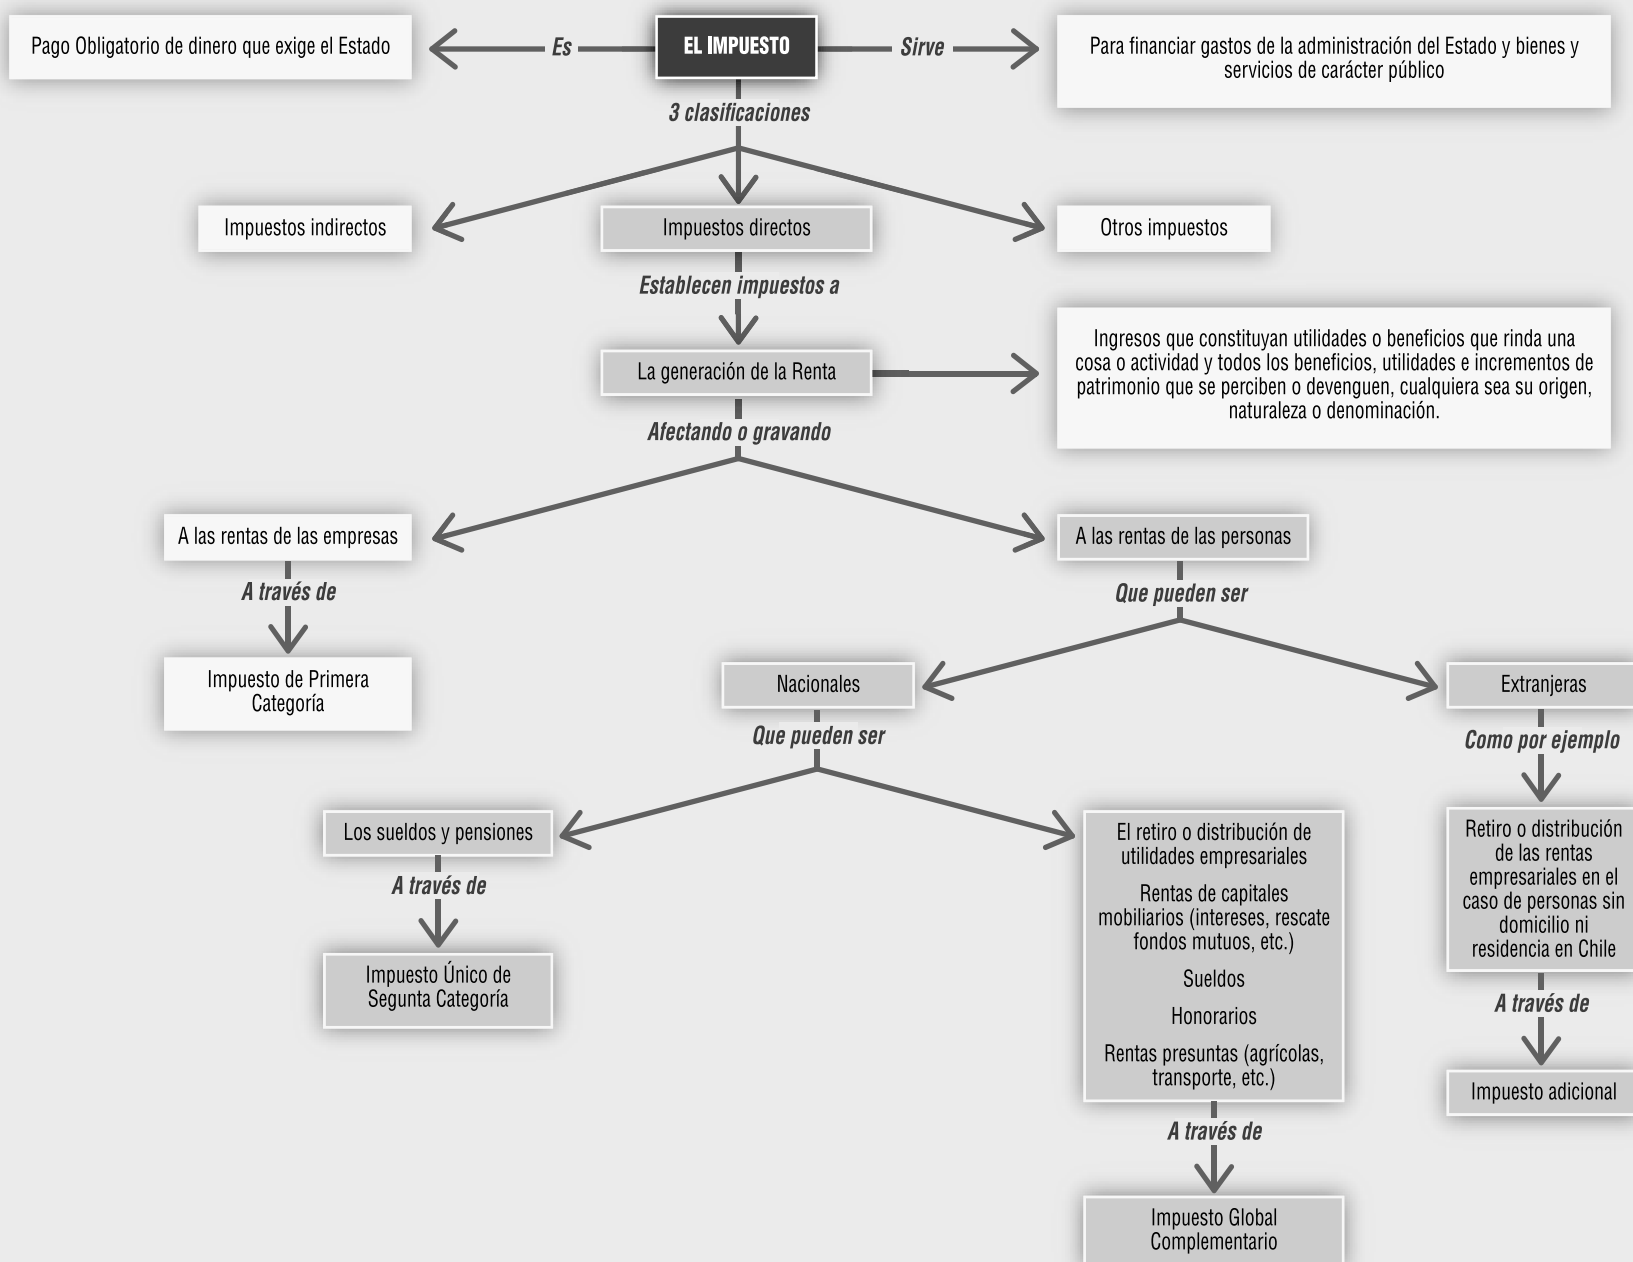 Pago Obligatorio de dinero que exige el Estado
Es
EL IMPUESTO
Sirve
Para financiar gastos de la administración del Estado y bienes y
servicios de carácter público
3 clasificaciones
Impuestos indirectos
Impuestos directos
Otros impuestos
Establecen impuestos a
La generación de la Renta
Ingresos que constituyan utilidades o beneficios que rinda una
cosa o actividad y todos los beneficios, utilidades e incrementos de
patrimonio que se perciben o devenguen, cualquiera sea su origen,
naturaleza o denominación.
Afectando o gravando
A las rentas de las empresas
A las rentas de las personas
A través de
Impuesto de Primera
Categoría
Que pueden ser
Nacionales
Extranjeras
Que pueden ser
Como por ejemplo
Los sueldos y pensiones
A través de
Impuesto Único de
Segunta Categoría
El retiro o distribución de
utilidades empresariales
Rentas de capitales
mobiliarios (intereses, rescate
fondos mutuos, etc.)
Sueldos
Honorarios
Rentas presuntas (agrícolas,
transporte, etc.)
A través de
Impuesto Global
Complementario
Retiro o distribución
de las rentas
empresariales en el
caso de personas sin
domicilio ni
residencia en Chile
A través de
Impuesto adicional